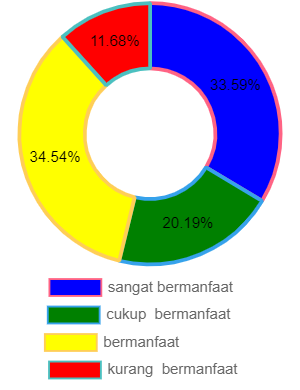 11.68%
33.59%
34.54%
20.19%
sangat bermanfaat
cukup  bermanfaat
bermanfaat
kurang  bermanfaat